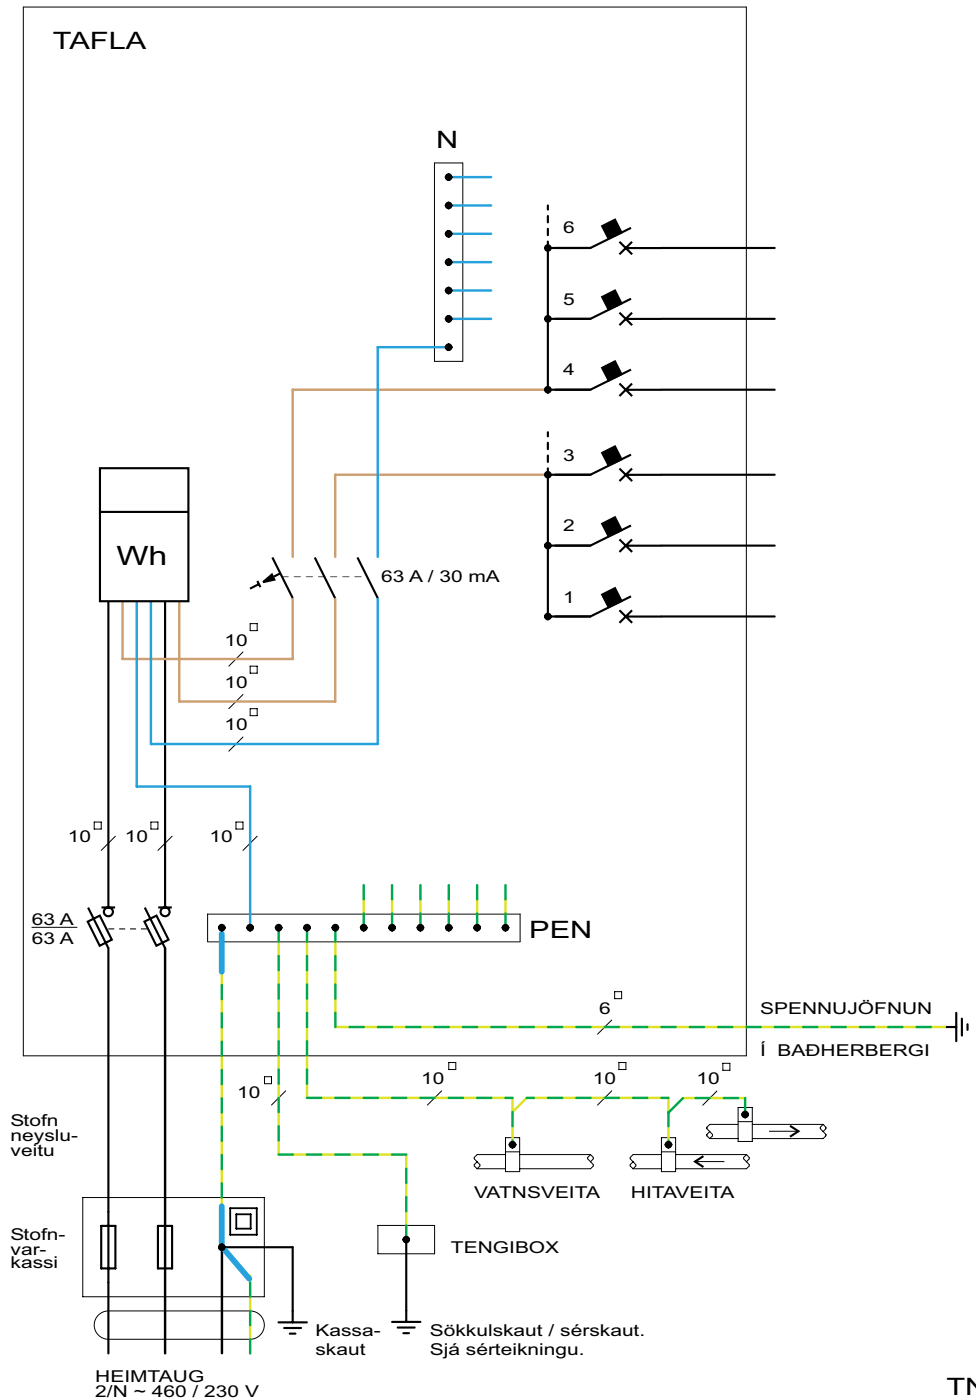 TAFLA
N
6
5
4
3
2
1
Wh
63 A / 30 mA
10 □
10 □
10 □
10 □
10 □
10 □
63 A
63 A
PEN
6 □
SPENNUJÖFNUN
Í BAÐHERBERGI
10 □
10 □
10 □
10 □
Stofn
neyslu-
veitu
VATNSVEITA
HITAVEITA
Stofn-
var-
kassi
TENGIBOX
Kassa-
skaut
Sökkulskaut / sérskaut.
Sjá sérteikningu.
HEIMTAUG
2/N ~ 460 / 230 V